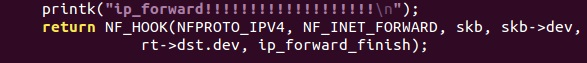 printk("ip_forward!!!!!!!!!!!!!!!!!!!!\n");
return NF_HOOK(NFPROTO_IPV4, NF_INET_FORWARD, skb, skb->dev,
rt->dst.dev, ip_forward_finish);